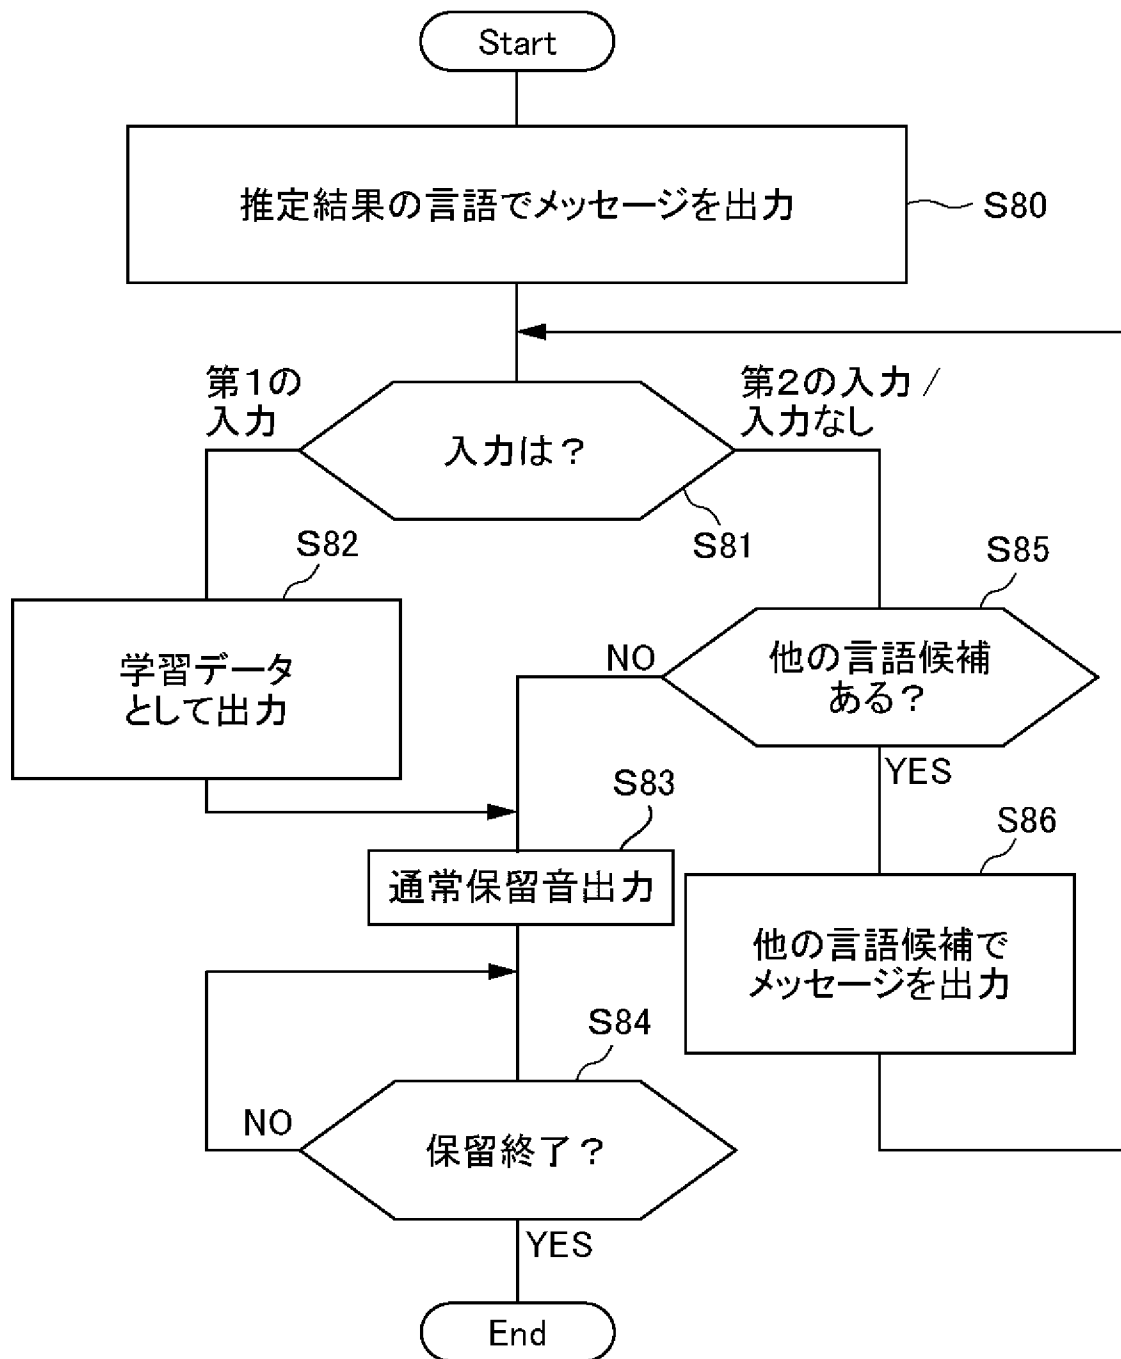 Start
推定結果の言語でメッセージを出力
S80
第1の
入力
入力は？
第2の入力／
入力なし
S81
S82
学習データ
として出力
S85
NO
他の言語候補
ある？
YES
S83
通常保留音出力
S86
他の言語候補で
メッセージを出力
S84
NO
保留終了？
YES
End